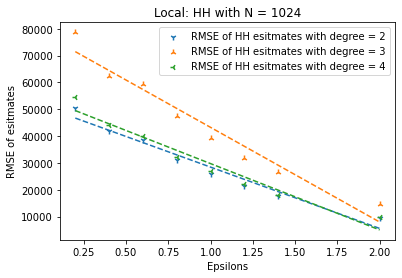 Local: HH with N = 1024
RMSE of HH esitmates with degree = 2
RMSE of HH esitmates with degree = 3
RMSE of HH esitmates with degree = 4
RMSE of esitmates
80000
70000
60000
50000
40000
30000
20000
10000
0.25 0.50 0.75 1.00 1.25 1.50 1.75 2.00
Epsilons